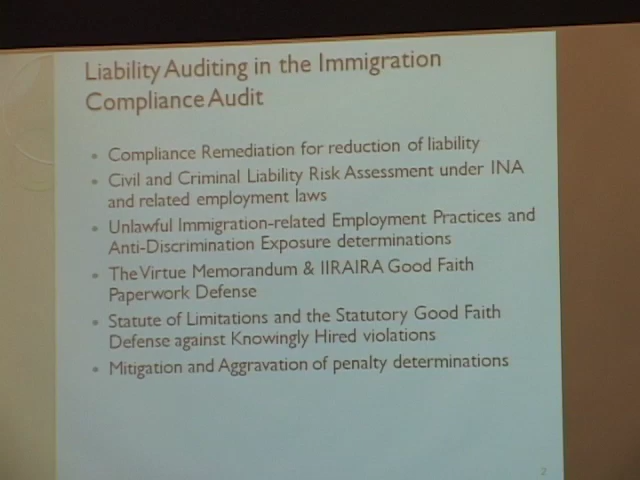 Liability Auditing in the Immigration
Compliance Audit
• Compliance Remediation for reduction of liability
• Civil and Criminal Liability Risk Assessment under INA
and related employment laws
• Unlawful Immigration-related Employment Practices and
Anti-Discrimination Exposure determinations
• The Virtue Memorandum & IIRAIRA Good Faith
Paperwork Defense
• Statute of Limitations and the Statutory Good Faith
Defense against Knowingly Hired violations
• Mitigation and Aggravation of penalty determinations